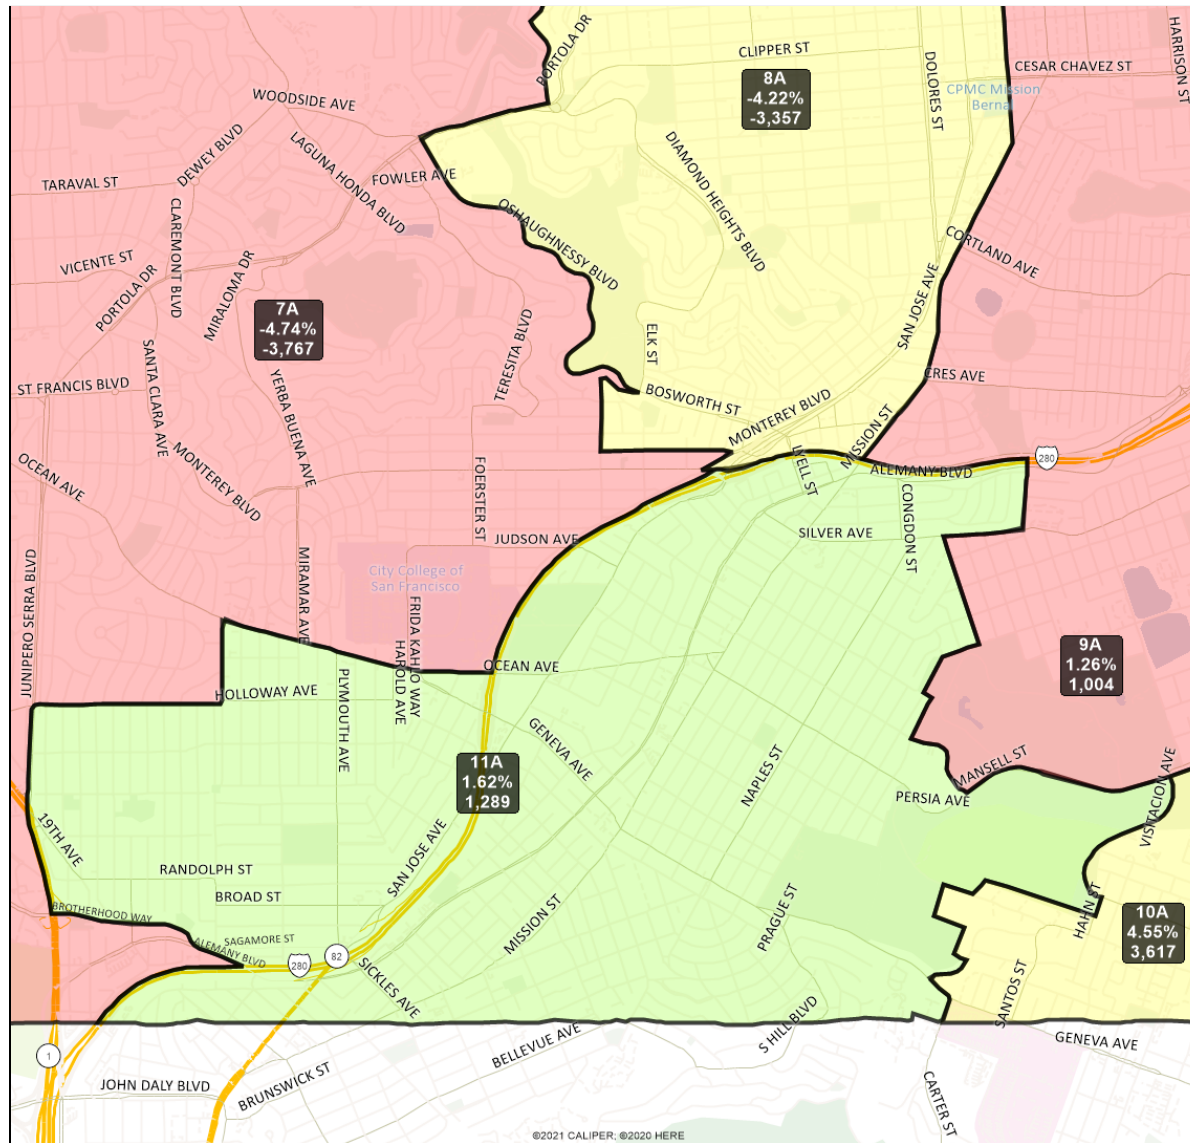 PORTOLA DR
CLIPPER ST
DOLORES ST
CESAR CHAVEZ ST
HARRISON ST
8A
-4.22%
-3,357
CPMC Mission
Bernal
WOODSIDE AVE
DEWEY BLVD
LAGUNA HONDA BLVD
FOWLER AVE
DIAMOND HEIGHTS BLVD
TARAVAL ST
CLAREMONT BLVD
OSHAUGHNESSY BLVD
CORTLAND AVE
VICENTE ST
PORTOLA DR
MIRALOMA DR
SAN JOSE AVE
7A
-4.74%
-3,767
TERESITA BLVD
ELK ST
SANTA CLARA AVE
ST FRANCIS BLVD
YERBA BUENA AVE
BOSWORTH ST
CRES AVE
MONTEREY BLVD
MISSION ST
OCEAN AVE
MONTEREY BLVD
FOERSTER ST
LYELL ST
ALEMANY BLVD
280
CONGDON ST
SILVER AVE
JUDSON AVE
JUNIPERO SERRA BLVD
MIRAMAR AVE
City College of
San Francisco
FRIDA KAHLO WAY
HAROLD AVE
OCEAN AVE
9A
1.26%
1,004
HOLLOWAY AVE
PLYMOUTH AVE
GENEVA AVE
11A
1.62%
1,289
NAPLES ST
MANSELL ST
PERSIA AVE
VISITACION AVE
19TH AVE
SAN JOSE AVE
RANDOLPH ST
BROAD ST
BROTHERHOOD WAY
SAGAMORE ST
ALEMANY BLVD
280
82
SICKLES AVE
MISSION ST
PRAGUE ST
HAHN ST
10A
4.55%
3,617
SANTOS ST
S HILL BLVD
GENEVA AVE
1
BELLEVUE AVE
JOHN DALY BLVD
BRUNSWICK ST
CARTER ST
©2021 CALIPER; ©2020 HERE